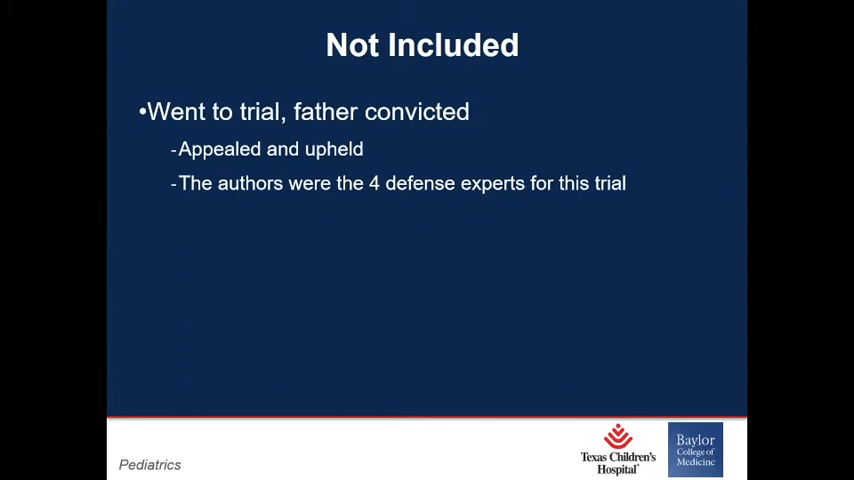 Not Included
•Went to trial, father convicted
-Appealed and upheld
-The authors were the 4 defense experts for this trial
Pediatrics
Texas Children's
Hospital®
Baylor
College of
Medicine